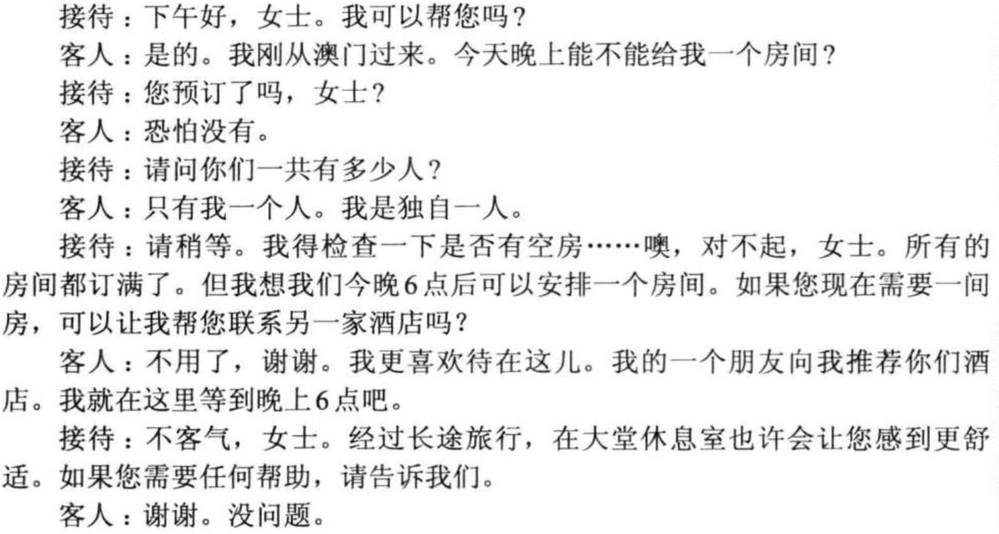 接待：下午好，女士。我可以帮您吗？
客人：是的。我刚从澳门过来。今天晚上能不能给我一个房间？
接待：您预订了吗，女士？
客人：恐怕没有。
接待：请问你们一共有多少人？
客人：只有我一个人。我是独自一人。
接待：请稍等。我得检查一下是否有空房……噢，对不起，女士。所有的
房间都订满了。但我想我们今晚6点后可以安排一个房间。如果您现在需要一间
房，可以让我帮您联系另一家酒店吗？
客人：不用了，谢谢。我更喜欢待在这儿。我的一个朋友向我推荐你们酒
店。我就在这里等到晚上6点吧。
接待：不客气，女士。经过长途旅行，在大堂休息室也许会让您感到更舒
适。如果您需要任何帮助，请告诉我们。
客人：谢谢。没问题。